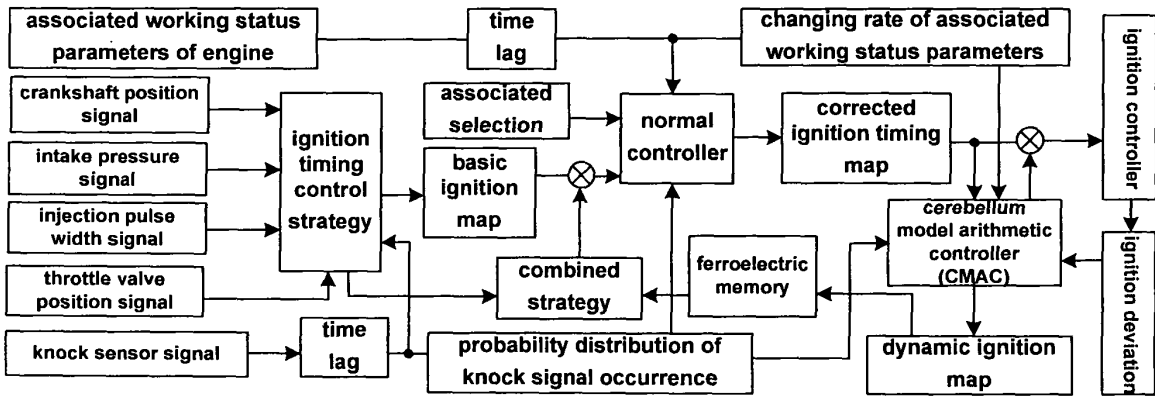 associated working status
parameters of engine
time
lag
changing rate of associated
working status parameters
ignition controller
crankshaft position
signal
intake pressure
signal
injection pulse
width signal
throttle valve
position signal
knock sensor signal
ignition
timing
control
strategy
associated
selection
basic
ignition
map
normal
controller
corrected
ignition timing
map
cerebellum
model arithmetic
controller
(CMAC)
ignition deviation
combined
strategy
ferroelectric
memory
time
lag
probability distribution of
knock signal occurrence
dynamic ignition
map